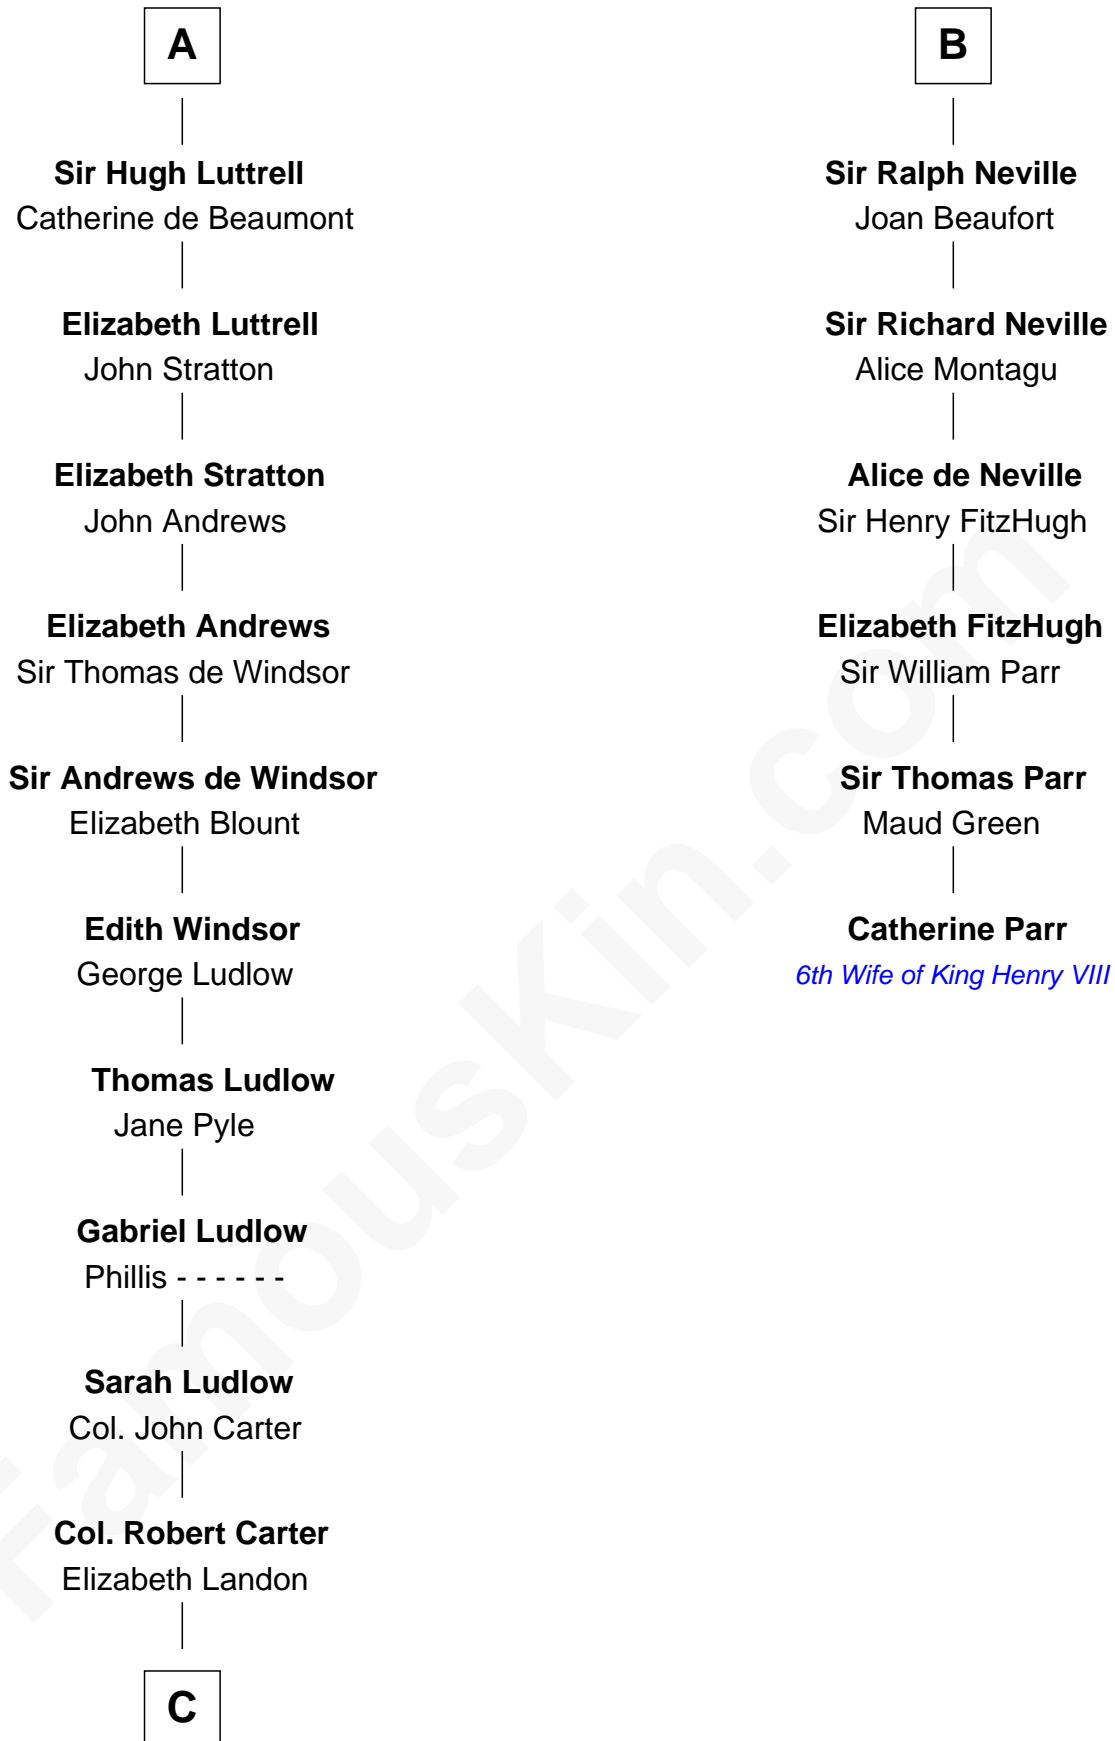 A
Sir Hugh Luttrell
Catherine de Beaumont
Elizabeth Luttrell
John Stratton
Elizabeth Stratton
John Andrews
Elizabeth Andrews
Sir Thomas de Windsor
Sir Andrews de Windsor
Elizabeth Blount
Edith Windsor
George Ludlow
Thomas Ludlow
Jane Pyle
Gabriel Ludlow
Phillis - - - - - -
Sarah Ludlow
Col. John Carter
Col. Robert Carter
Elizabeth Landon
C
B
Sir Ralph Neville
Joan Beaufort
Sir Richard Neville
Alice Montagu
Alice de Neville
Sir Henry FitzHugh
Elizabeth FitzHugh
Sir William Parr
Sir Thomas Parr
Maud Green
Catherine Parr
6th Wife of King Henry VIII
FamousKin.com